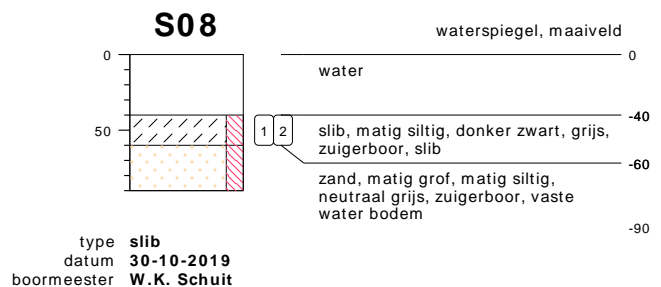 S08
waterspiegel, maaiveld
0
0
water
-40
50
1 2
slib, matig siltig, donker zwart, grijs,
zuigerboor, slib
-60
zand, matig grof, matig siltig,
neutraal grijs, zuigerboor, vaste
water bodem
-90
type slib
datum 30-10-2019
boormeester W.K. Schuit